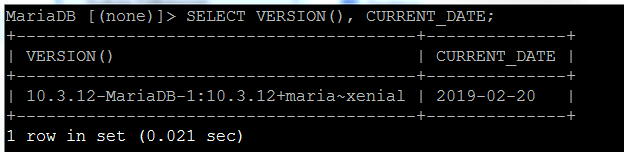 MariaDB [(none)]> SELECT VERSION(), CURRENT_DATE;
+----------------------------------------+--------------+
| VERSION() | CURRENT_DATE |
+----------------------------------------+--------------+
| 10.3.12-MariaDB-1:10.3.12+maria~xenial | 2019-02-20 |
+----------------------------------------+--------------+
1 row in set (0.021 sec)